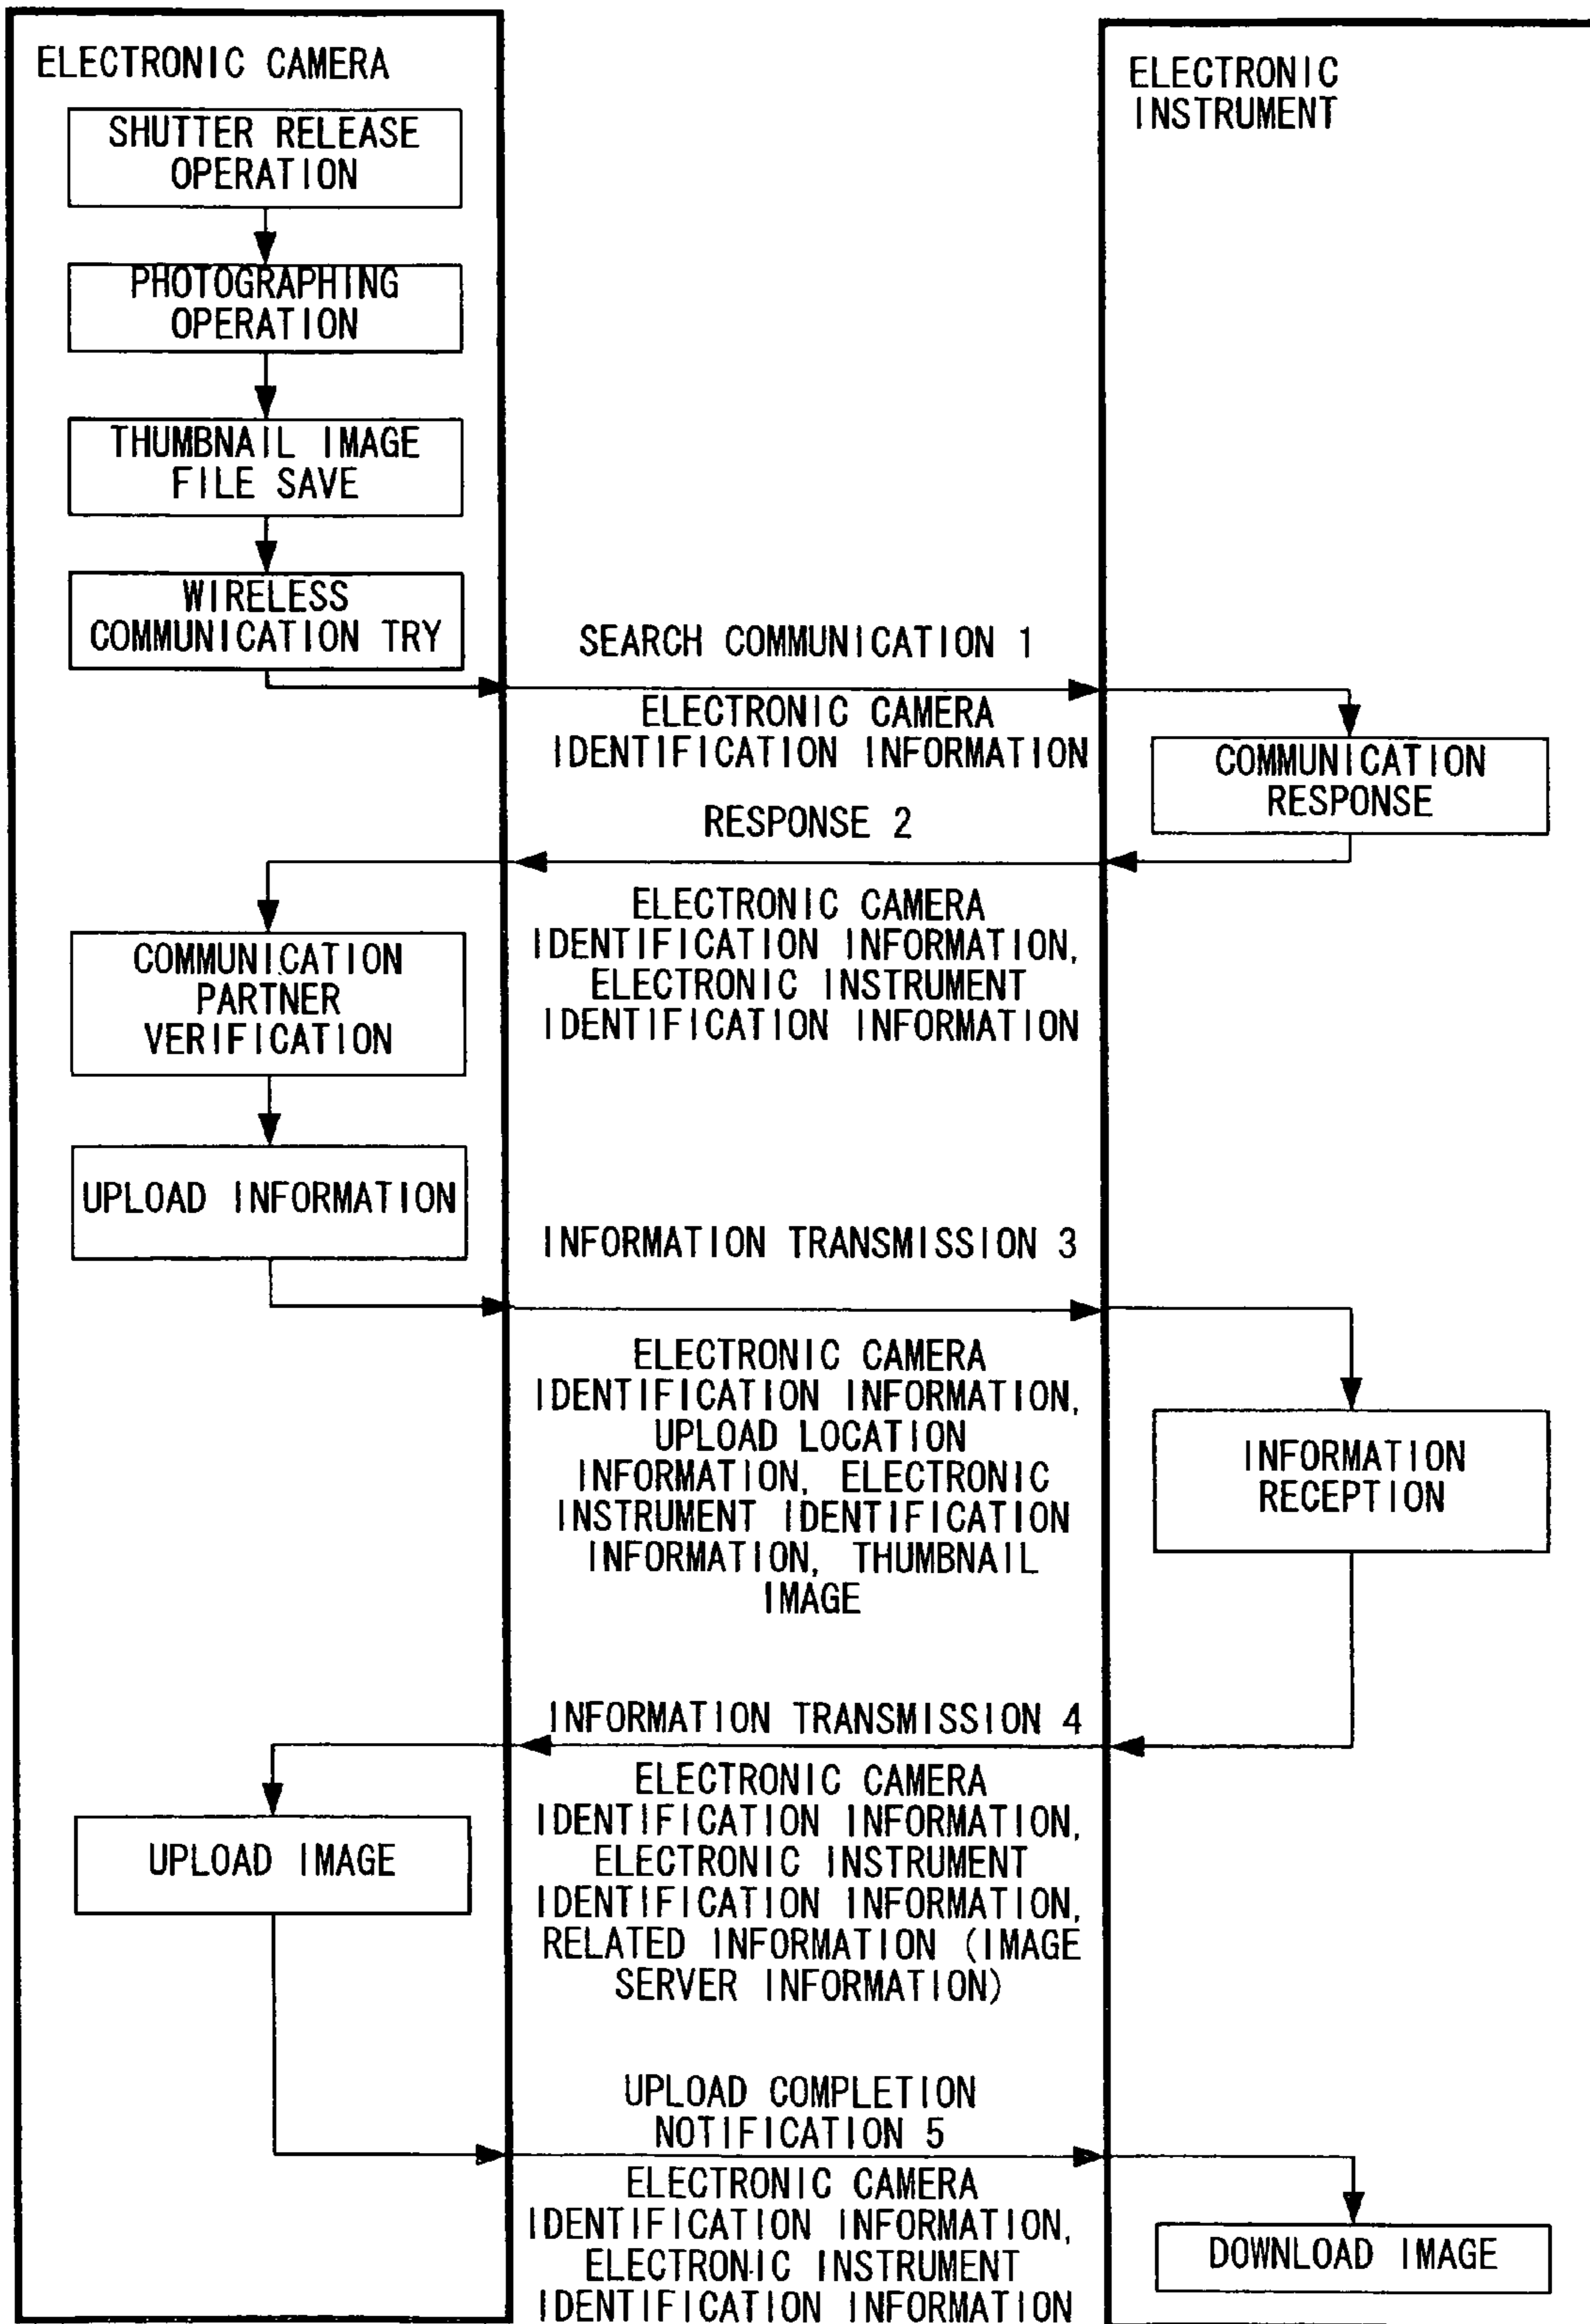 ELECTRONIC CAMERA
SHUTTER RELEASE
OPERATION
PHOTOGRAPHING
OPERATION
THUMBNAIL IMAGE
FILE SAVE
WIRELESS
COMMUNICATION TRY
ELECTRONIC
INSTRUMENT
SEARCH COMMUNICATION 1
ELECTRONIC CAMERA
IDENTIFICATION INFORMATION
COMMUNICATION
RESPONSE
RESPONSE 2
ELECTRONIC CAMERA
IDENTIFICATION INFORMATION,
ELECTRONIC INSTRUMENT
IDENTIFICATION INFORMATION
COMMUNICATION
PARTNER
VERIFICATION
UPLOAD INFORMATION
INFORMATION TRANSMISSION 3
ELECTRONIC CAMERA
IDENTIFICATION INFORMATION,
UPLOAD LOCATION
INFORMATION, ELECTRONIC
INSTRUMENT IDENTIFICATION
INFORMATION, THUMBNAIL
IMAGE
INFORMATION
RECEPTION
INFORMATION TRANSMISSION 4
ELECTRONIC CAMERA
IDENTIFICATION INFORMATION,
ELECTRONIC INSTRUMENT
IDENTIFICATION INFORMATION,
RELATED INFORMATION (IMAGE
SERVER INFORMATION)
UPLOAD IMAGE
UPLOAD COMPLETION
NOTIFICATION 5
ELECTRONIC CAMERA
IDENTIFICATION INFORMATION,
ELECTRONIC INSTRUMENT
IDENTIFICATION INFORMATION
DOWNLOAD IMAGE